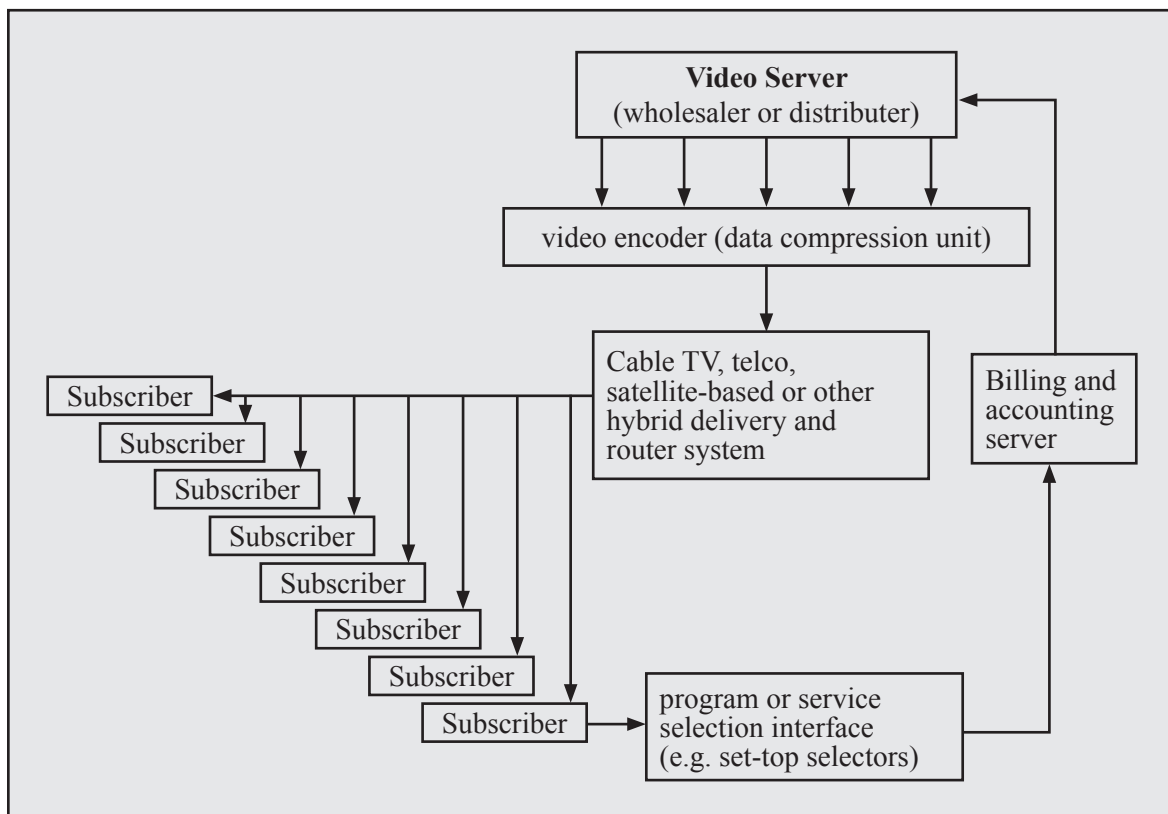 Video Server
(wholesaler or distributer)
video encoder (data compression unit)
Cable TV, telco,
satellite-based or other
hybrid delivery and
router system
Billing and
accounting
server
Subscriber
Subscriber
Subscriber
Subscriber
Subscriber
Subscriber
Subscriber
Subscriber
program or service
selection interface
(e.g. set-top selectors)